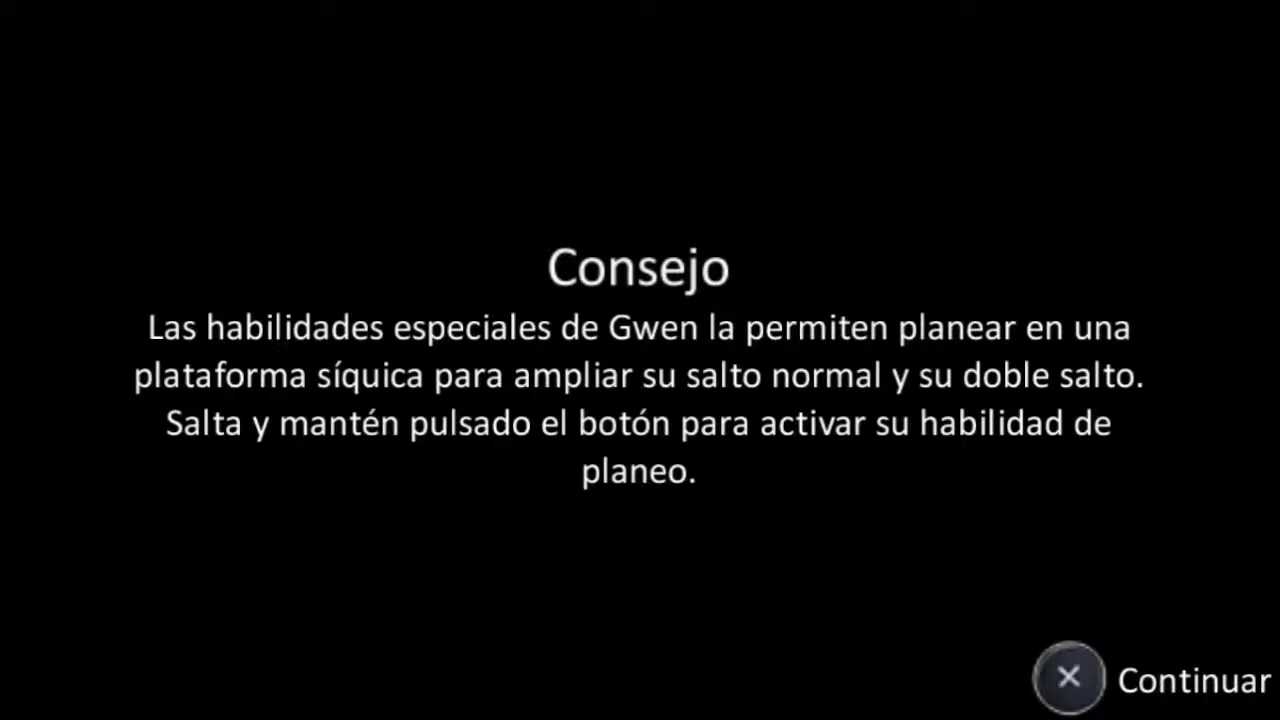 Consejo
Las habilidades especiales de Gwen la permiten planear en una
plataforma síquica para ampliar su salto normal y su doble salto.
Salta y mantén pulsado el botón para activar su habilidad de
planeo.
Continuar